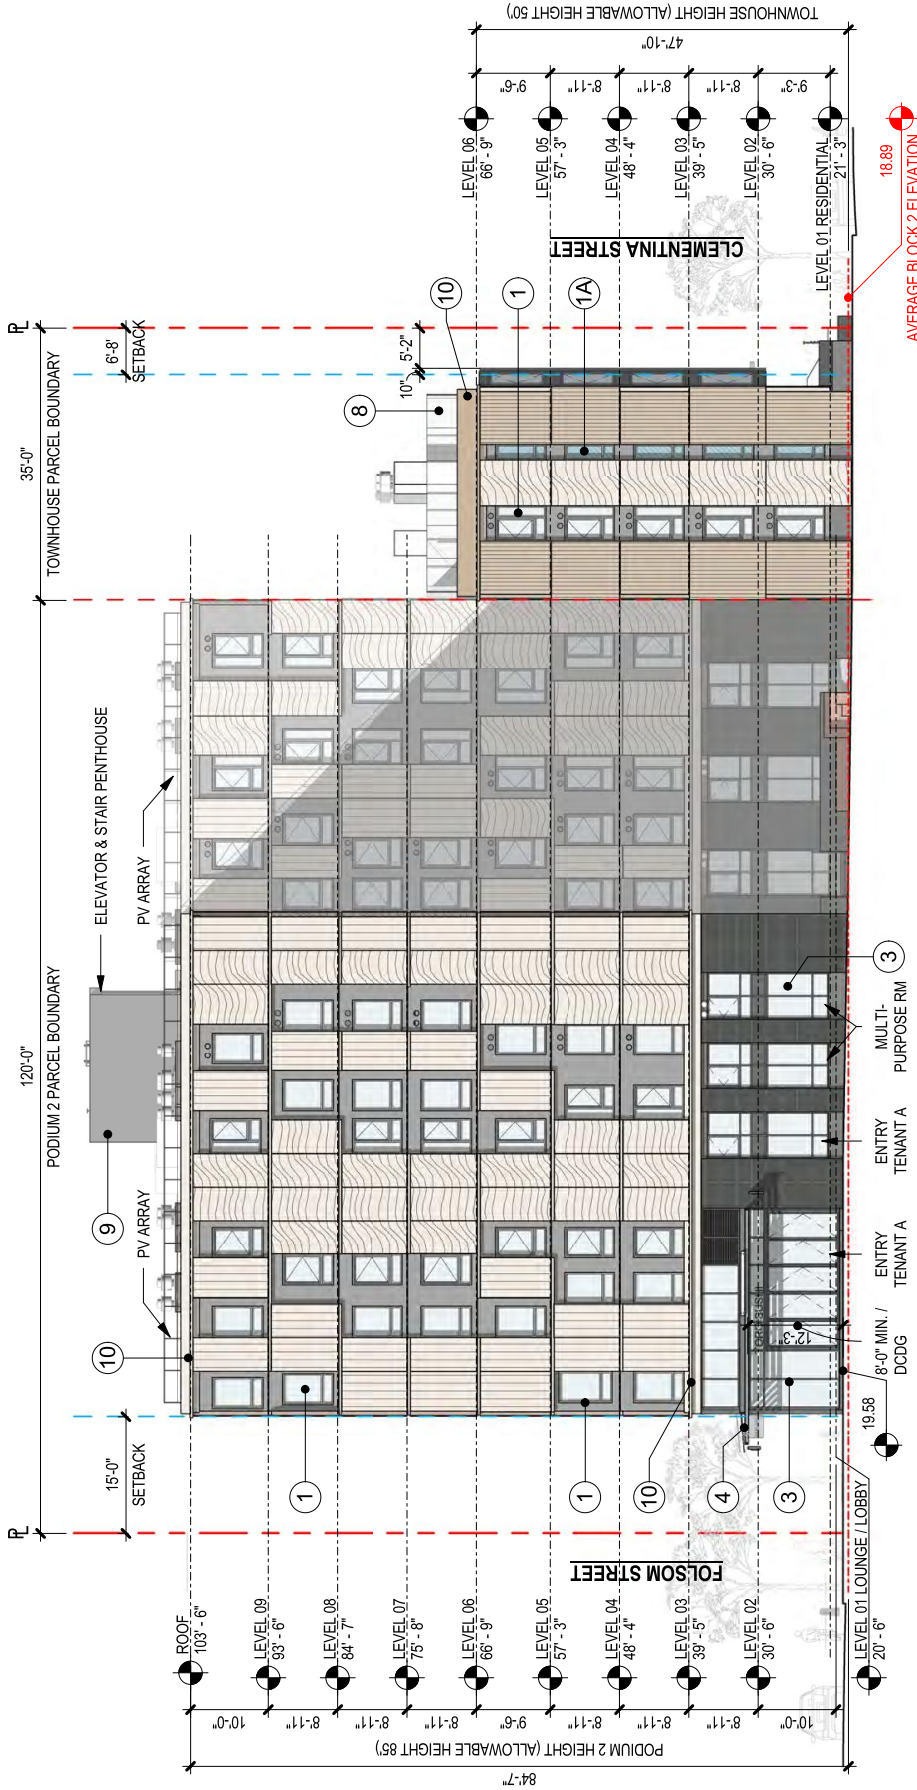 PL
15'-0"
SETBACK
120'-0"
PODIUM 2 PARCEL BOUNDARY
35'-0"
TOWNHOUSE PARCEL BOUNDARY
6'-8'
SETBACK
PL
10
PV ARRAY
9
ELEVATOR & STAIR PENTHOUSE
PV ARRAY
8
10"
5'-2"
10
1
1A
ROOF
103' - 6"
LEVEL 09
93' - 6"
LEVEL 08
84' - 7"
LEVEL 07
75' - 8"
LEVEL 06
66' - 9"
LEVEL 05
57' - 3"
LEVEL 04
48' - 4"
LEVEL 03
39' - 5"
LEVEL 02
30' - 6"
LEVEL 01 LOUNGE / LOBBY
20' - 6"
84'-7"
PODIUM 2 HEIGHT (ALLOWABLE HEIGHT 85')
10'-0"
8'-11"
8'-11"
8'-11"
9'-6"
8'-11"
8'-11"
8'-11"
10'-0"
FOLSOM STREET
1
1
10
4
3
19.58
8'-0" MIN. /
DCDG
12'-3"
ENTRY
TENANT A
ENTRY
TENANT A
MULTI-
PURPOSE RM
3
CLEMENTINA STREET
LEVEL 06
66' - 9"
LEVEL 05
57' - 3"
LEVEL 04
48' - 4"
LEVEL 03
39' - 5"
LEVEL 02
30' - 6"
LEVEL 01 RESIDENTIAL
21' - 3"
9'-6"
8'-11"
8'-11"
8'-11"
9'-3"
47'-10"
TOWNHOUSE HEIGHT (ALLOWABLE HEIGHT 50')
18.89
AVERAGE BLOCK 2 ELEVATION